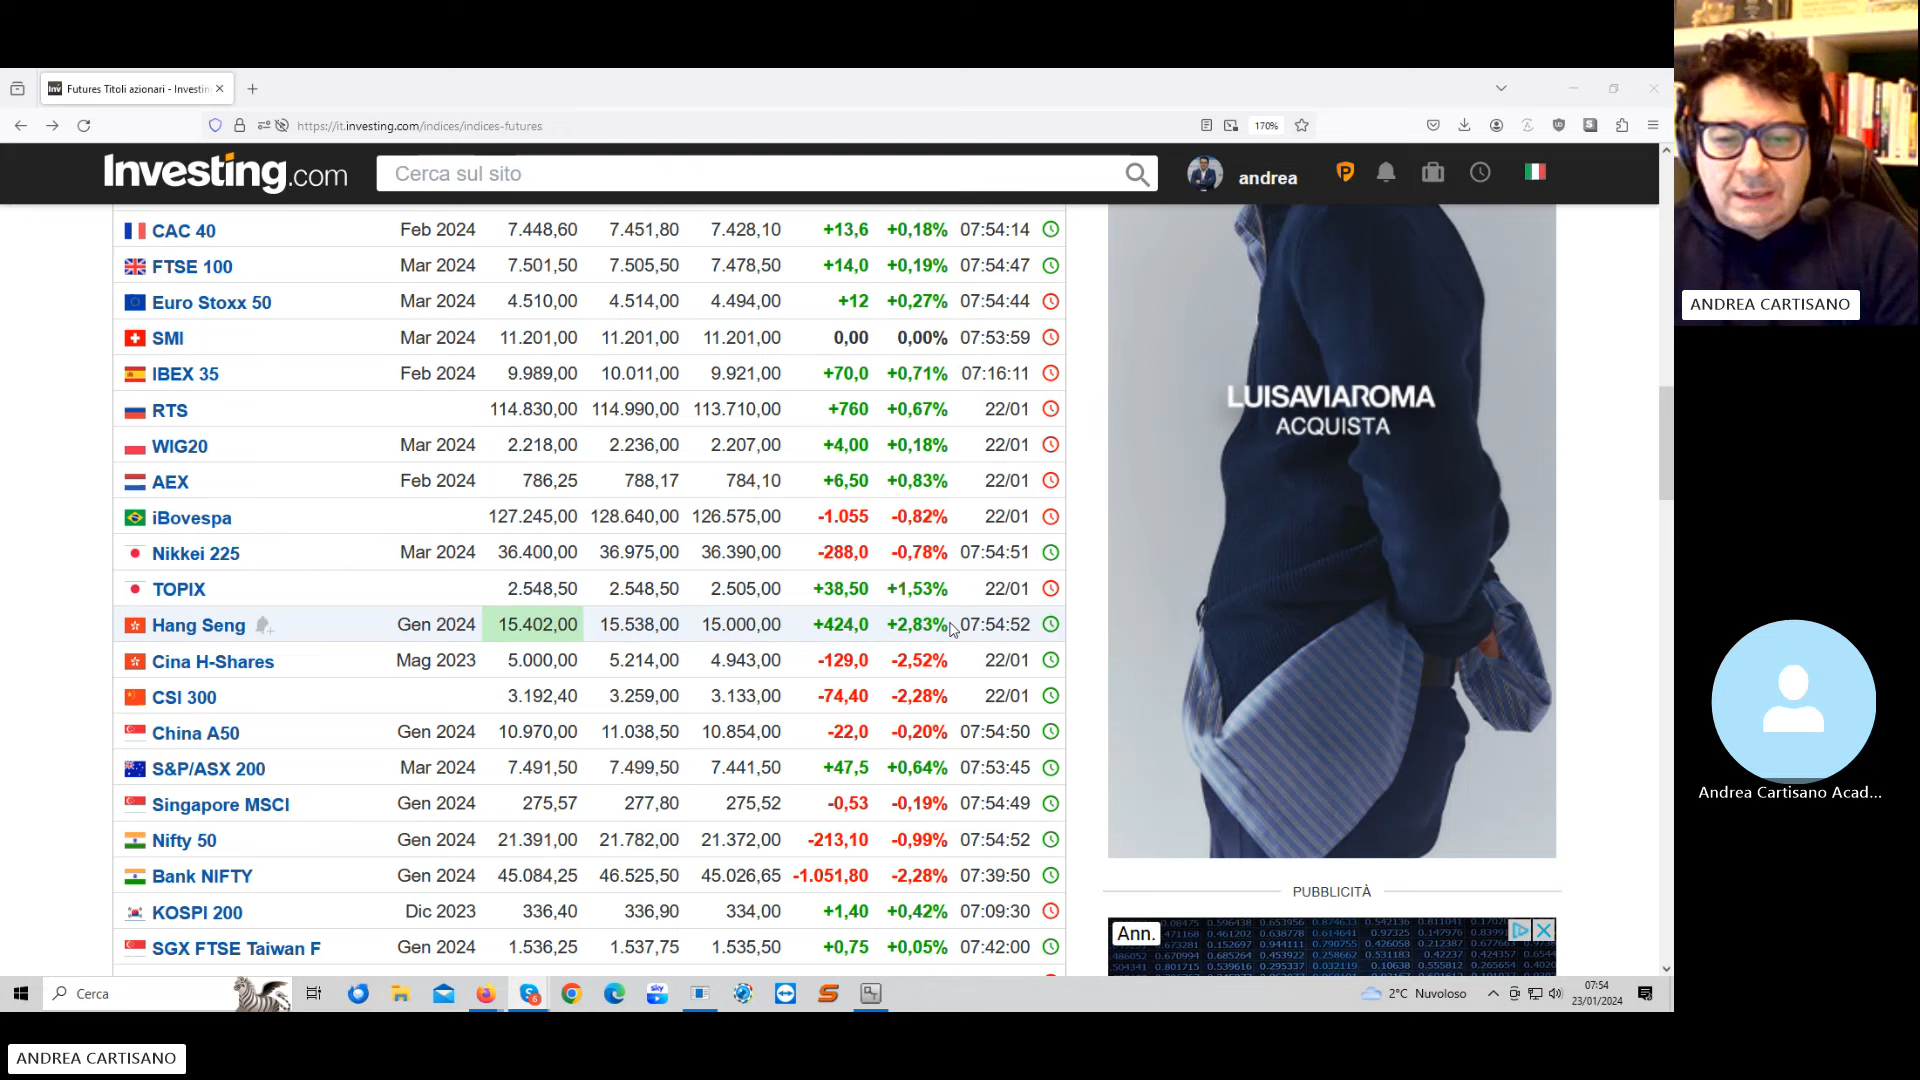 Futures Titoli azionari - Investin
https://it.investing.com/indices/indices-futures
170%
Investing.com
Cerca sul sito
andrea
CAC 40 Feb 2024 7.448,60 7.451,80 7.428,10 +13,6 +0,18% 07:54:14
FTSE 100 Mar 2024 7.501,50 7.505,50 7.478,50 +14,0 +0,19% 07:54:47
Euro Stoxx 50 Mar 2024 4.510,00 4.514,00 4.494,00 +12 +0,27% 07:54:44
SMI Mar 2024 11.201,00 11.201,00 11.201,00 0,00 0,00% 07:53:59
IBEX 35 Feb 2024 9.989,00 10.011,00 9.921,00 +70,0 +0,71% 07:16:11
RTS 114.830,00 114.990,00 113.710,00 +760 +0,67% 22/01
WIG20 Mar 2024 2.218,00 2.236,00 2.207,00 +4,00 +0,18% 22/01
AEX Feb 2024 786,25 788,17 784,10 +6,50 +0,83% 22/01
iBovespa 127.245,00 128.640,00 126.575,00 -1.055 -0,82% 22/01
Nikkei 225 Mar 2024 36.400,00 36.975,00 36.390,00 -288,0 -0,78% 07:54:51
TOPIX 2.548,50 2.548,50 2.505,00 +38,50 +1,53% 22/01
Hang Seng Gen 2024 15.402,00 15.538,00 15.000,00 +424,0 +2,83% 07:54:52
Cina H-Shares Mag 2023 5.000,00 5.214,00 4.943,00 -129,0 -2,52% 22/01
CSI 300 3.192,40 3.259,00 3.133,00 -74,40 -2,28% 22/01
China A50 Gen 2024 10.970,00 11.038,50 10.854,00 -22,0 -0,20% 07:54:50
S&P/ASX 200 Mar 2024 7.491,50 7.499,50 7.441,50 +47,5 +0,64% 07:53:45
Singapore MSCI Gen 2024 275,57 277,80 275,52 -0,53 -0,19% 07:54:49
Nifty 50 Gen 2024 21.391,00 21.782,00 21.372,00 -213,10 -0,99% 07:54:52
Bank NIFTY Gen 2024 45.084,25 46.525,50 45.026,65 -1.051,80 -2,28% 07:39:50
KOSPI 200 Dic 2023 336,40 336,90 334,00 +1,40 +0,42% 07:09:30
SGX FTSE Taiwan F Gen 2024 1.536,25 1.537,75 1.535,50 +0,75 +0,05% 07:42:00
LUISAVIAROMA
ACQUISTA
PUBBLICITÀ
Ann.
Cerca
sky
2°C Nuvoloso
07:54
23/01/2024
ANDREA CARTISANO
Andrea Cartisano Acad...
ANDREA CARTISANO